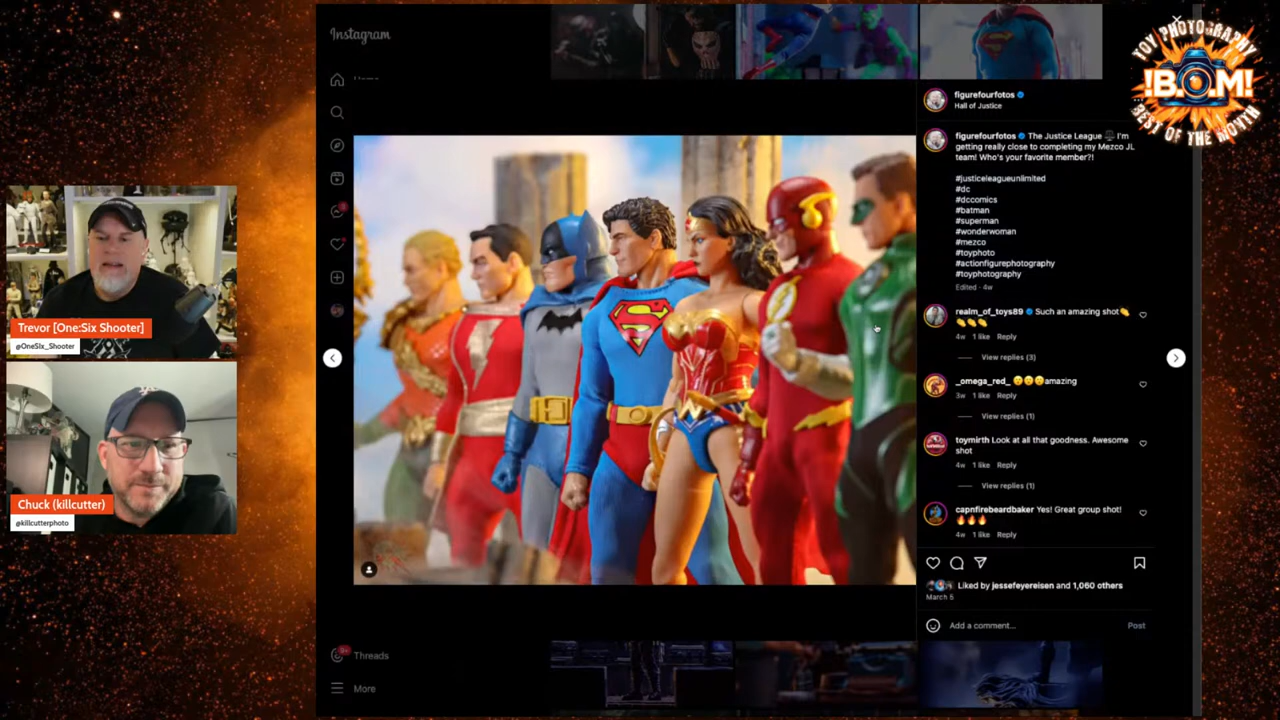 Instagram
figurefourfotos
Hall of Justice
figurefourfotos The Justice League I'm
getting really close to completing my Mezco JL
team! Who's your favorite member?!
#justiceleagueunlimited
#dc
#dccomics
#batman
#superman
#wonderwoman
#mezco
#toyphoto
#actionfigurephotography
#toyphotography
Edited · 4w
realm_of_toys89 Such an amazing shot👏
👏👏👏
4w 1 like Reply
View replies (3)
_omega_red_ 😮😮😮amazing
3w 1 like Reply
View replies (1)
toymirth Look at all that goodness. Awesome
shot
4w 1 like Reply
View replies (1)
capnfirebeardbaker Yes! Great group shot!
🔥🔥🔥
4w 1 like Reply
Liked by jessefeyereisen and 1,060 others
March 5
Add a comment...
Post
9+
Threads
More
TOY PHOTOGRAPHY
!B.O.M!
BEST OF THE MONTH
Trevor [One:Six Shooter]
@OneSix_Shooter
Chuck (killcutter)
@killcutterphoto